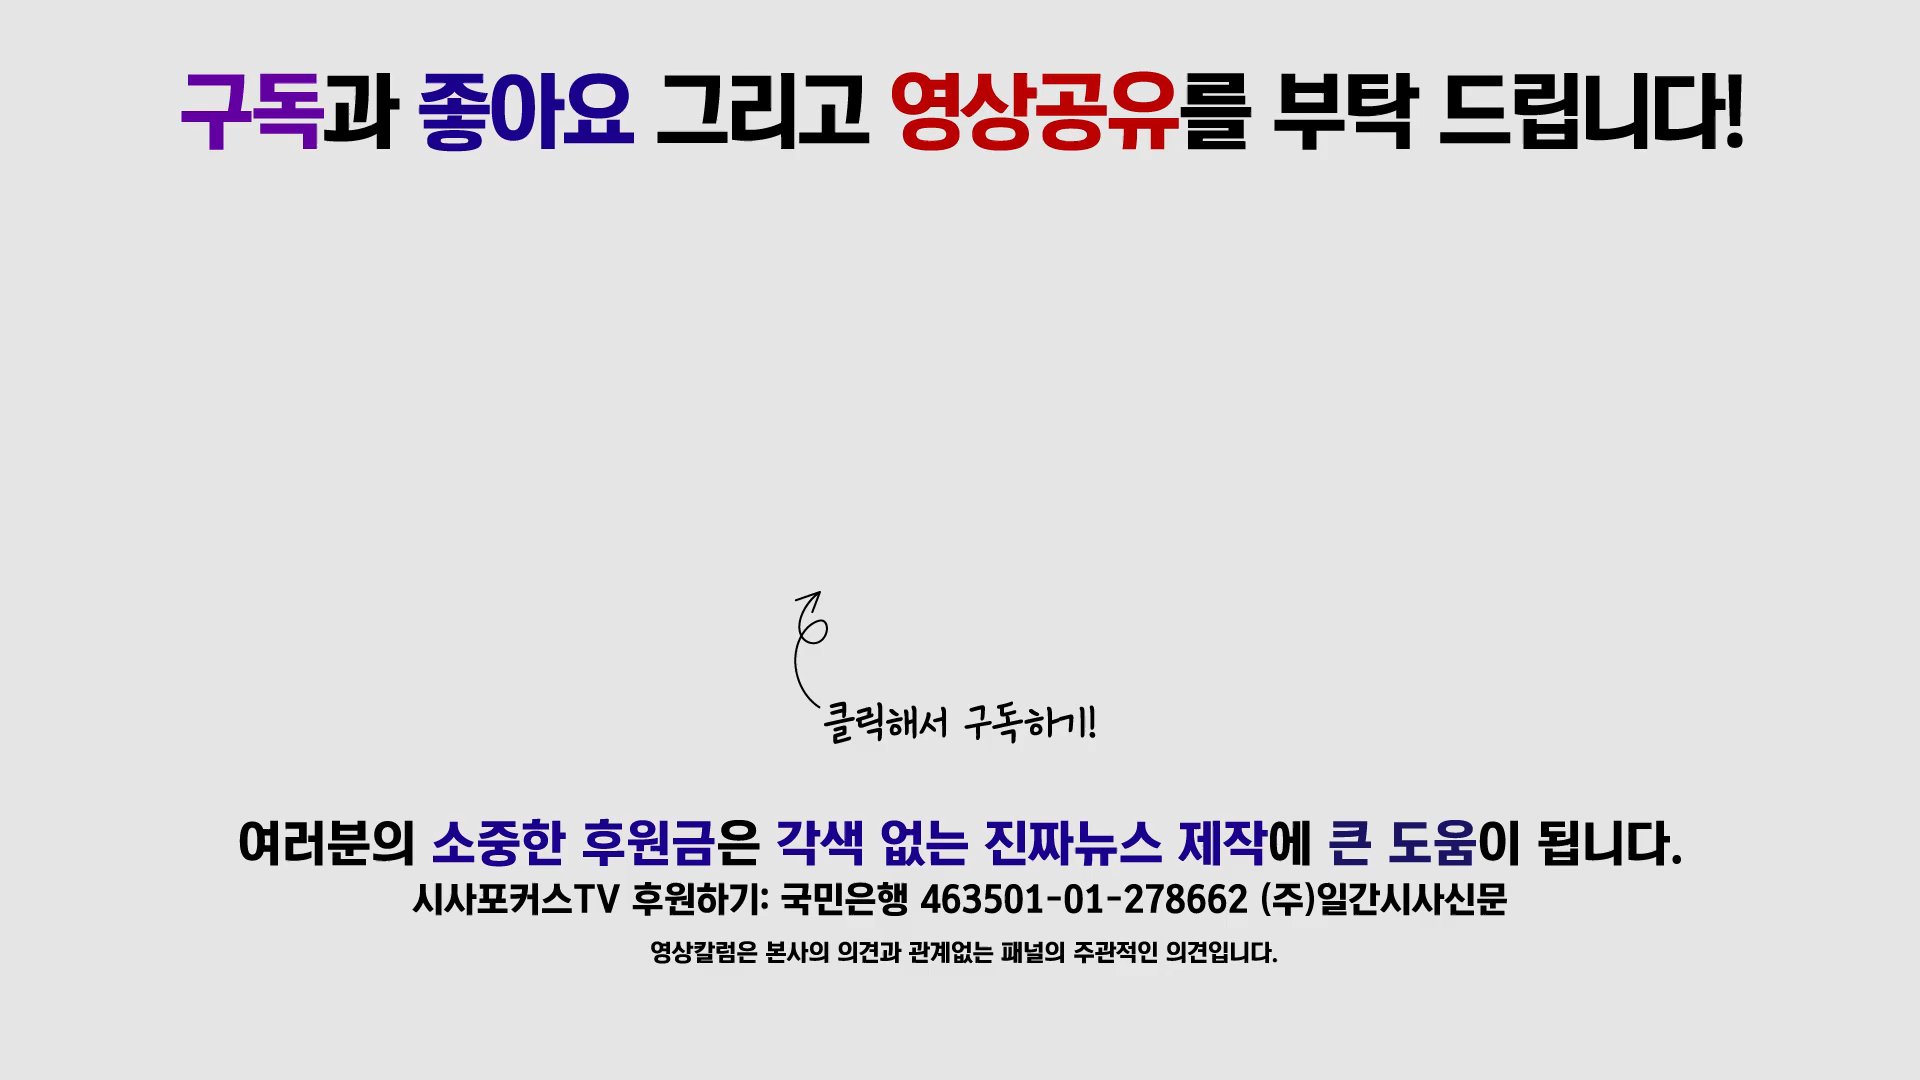 구독과 좋아요 그리고 영상공유를 부탁 드립니다!
클릭해서 구독하기!
여러분의 소중한 후원금은 각색 없는 진짜뉴스 제작에 큰 도움이 됩니다.
시사포커스TV 후원하기: 국민은행 463501-01-278662 (주)일간시사신문
영상칼럼은 본사의 의견과 관계없는 패널의 주관적인 의견입니다.